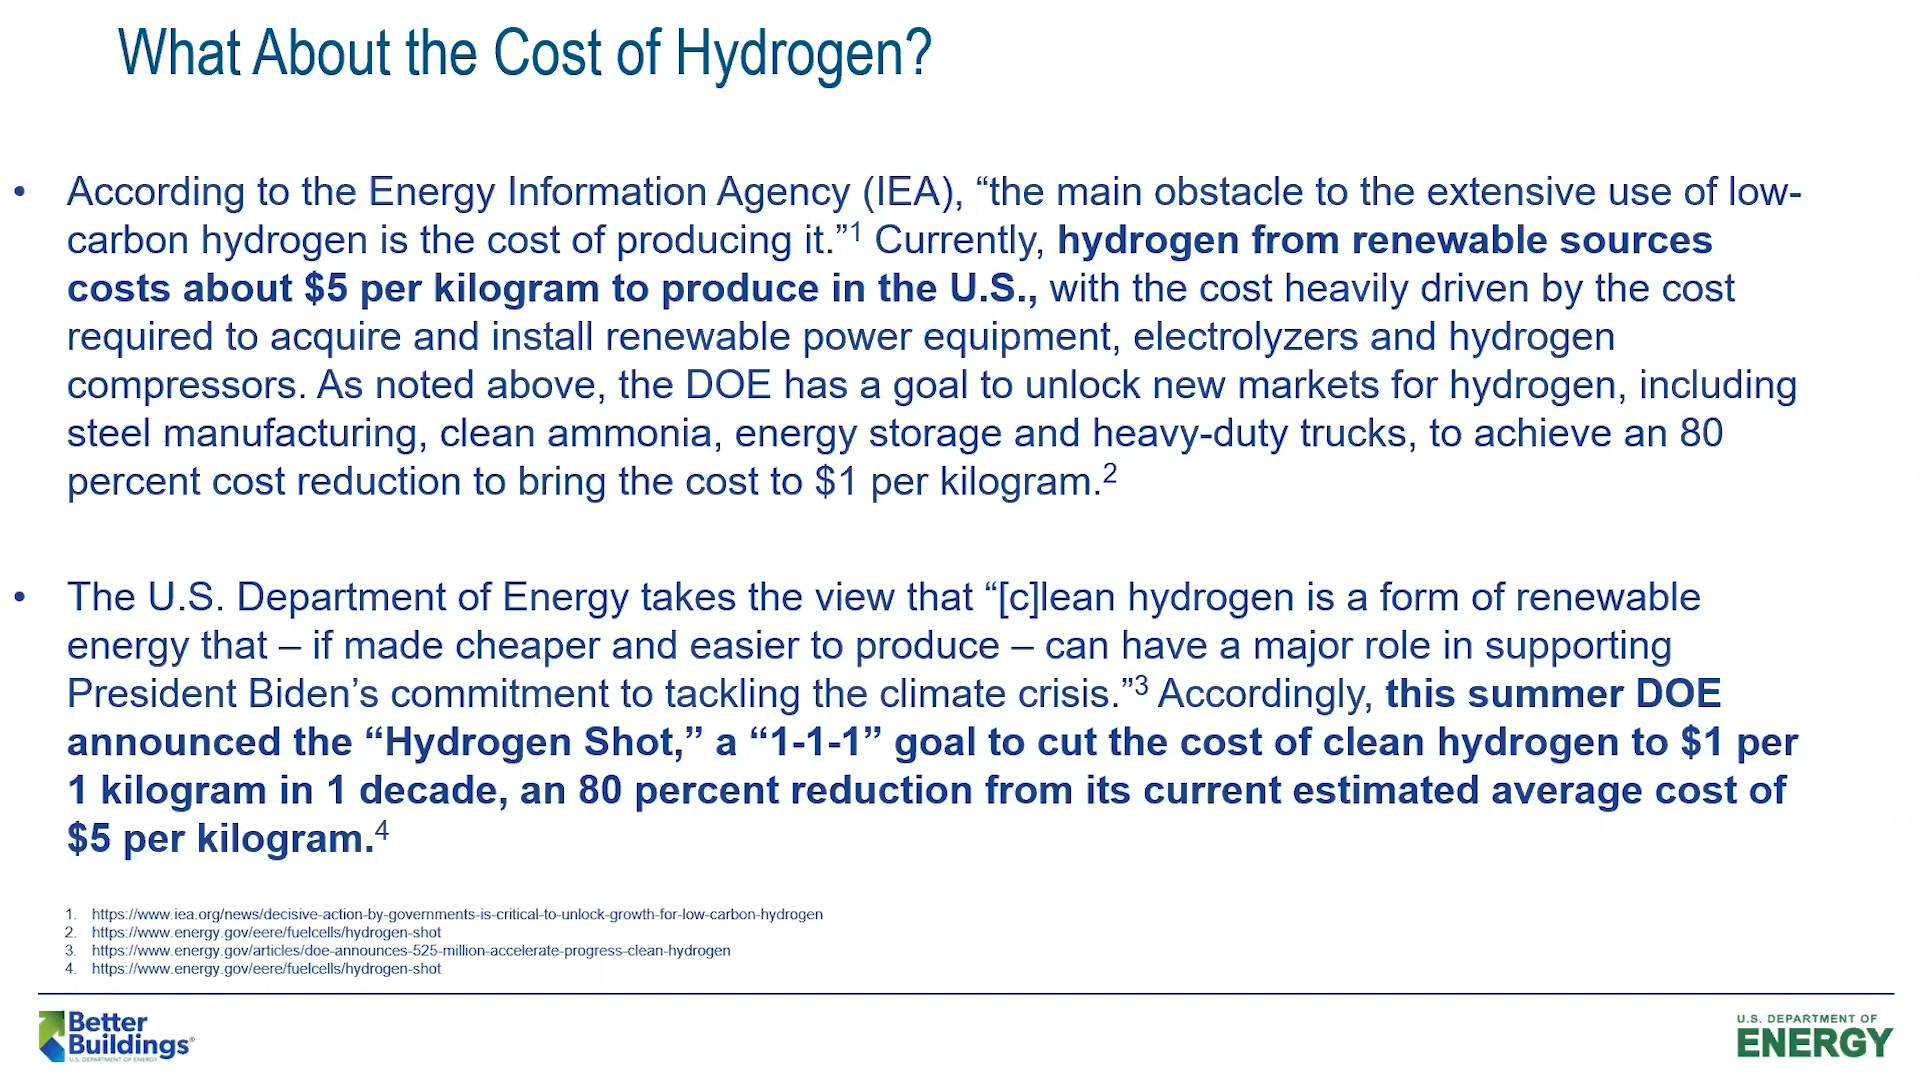 What About the Cost of Hydrogen?
• According to the Energy Information Agency (IEA), “the main obstacle to the extensive use of low-
carbon hydrogen is the cost of producing it.”1 Currently, hydrogen from renewable sources
costs about $5 per kilogram to produce in the U.S., with the cost heavily driven by the cost
required to acquire and install renewable power equipment, electrolyzers and hydrogen
compressors. As noted above, the DOE has a goal to unlock new markets for hydrogen, including
steel manufacturing, clean ammonia, energy storage and heavy-duty trucks, to achieve an 80
percent cost reduction to bring the cost to $1 per kilogram.2
• The U.S. Department of Energy takes the view that “[c]lean hydrogen is a form of renewable
energy that – if made cheaper and easier to produce – can have a major role in supporting
President Biden’s commitment to tackling the climate crisis.”3 Accordingly, this summer DOE
announced the “Hydrogen Shot,” a “1-1-1” goal to cut the cost of clean hydrogen to $1 per
1 kilogram in 1 decade, an 80 percent reduction from its current estimated average cost of
$5 per kilogram.4
1. https://www.iea.org/news/decisive-action-by-governments-is-critical-to-unlock-growth-for-low-carbon-hydrogen
2. https://www.energy.gov/eere/fuelcells/hydrogen-shot
3. https://www.energy.gov/articles/doe-announces-525-million-accelerate-progress-clean-hydrogen
4. https://www.energy.gov/eere/fuelcells/hydrogen-shot
Better
Buildings®
U.S. DEPARTMENT OF ENERGY
U.S. DEPARTMENT OF
ENERGY